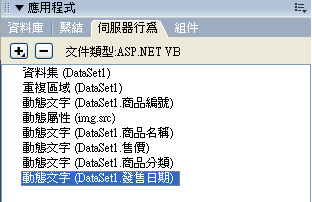 應用程式
資料庫 繫結 伺服器行爲 組件
文件類型:ASP.NET VB
資料集 (DataSet1)
重複區域 (DataSet1)
動態文字 (DataSet1.商品編號)
動態屬性 (img.src)
動態文字 (DataSet1.商品名稱)
動態文字 (DataSet1.售價)
動態文字 (DataSet1.商品分類)
動態文字 (DataSet1.發售日期)